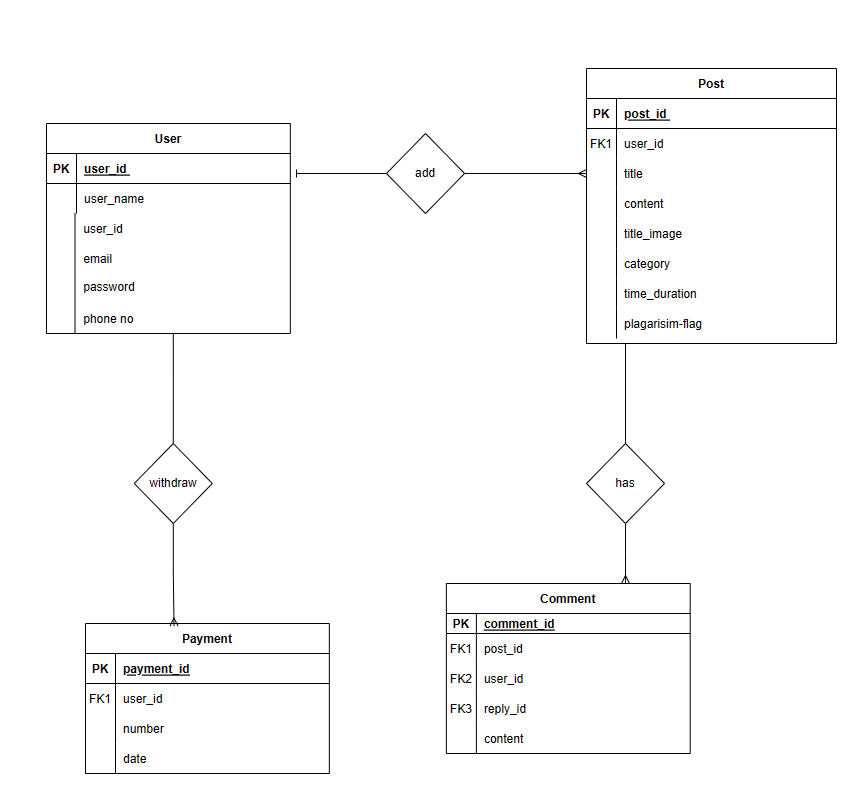 User
PK user_id
user_name
user_id
email
password
phone no
add
Post
PK post_id
FK1 user_id
title
content
title_image
category
time_duration
plagarisim-flag
withdraw
has
Payment
PK payment_id
FK1 user_id
number
date
Comment
PK comment_id
FK1 post_id
FK2 user_id
FK3 reply_id
content